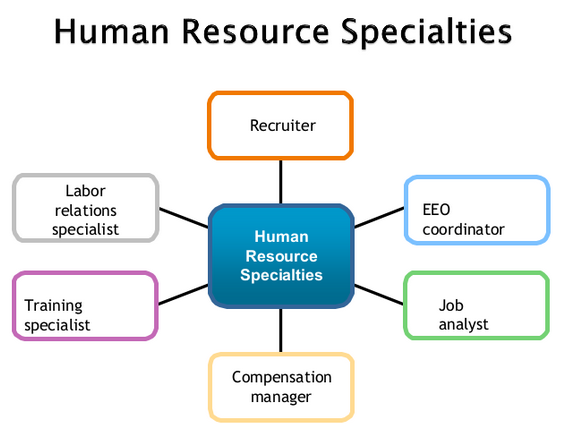 Human Resource Specialties
Recruiter
Labor
relations
specialist
EEO
coordinator
Human
Resource
Specialties
Training
specialist
Job
analyst
Compensation
manager